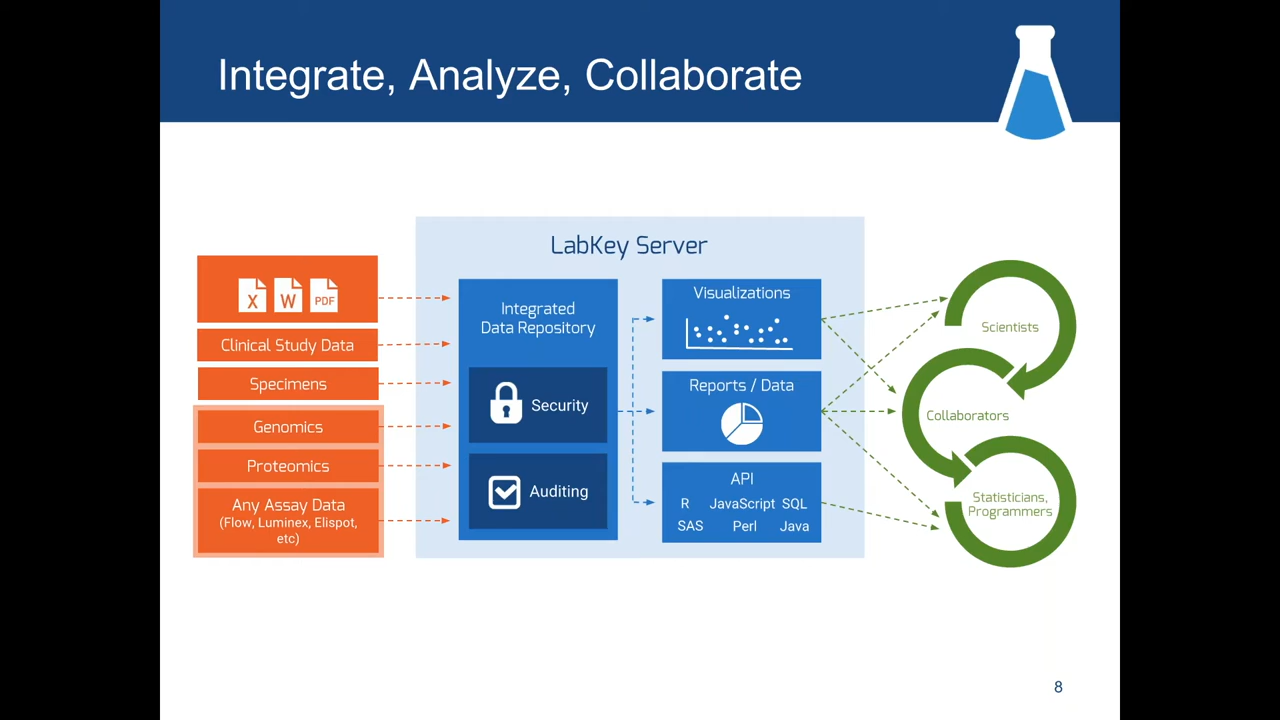 Integrate, Analyze, Collaborate
LabKey Server
X W PDF
Clinical Study Data
Specimens
Genomics
Proteomics
Any Assay Data
(Flow, Luminex, Elispot,
etc)
Integrated
Data Repository
Security
Auditing
Visualizations
Reports / Data
API
R JavaScript SQL
SAS Perl Java
Scientists
Collaborators
Statisticians,
Programmers
8